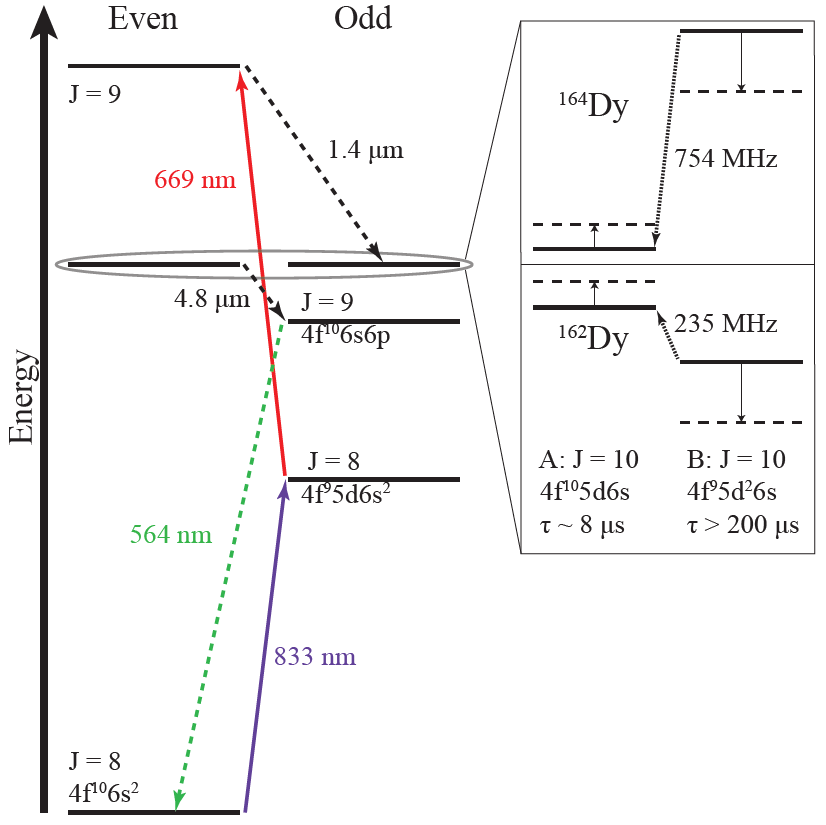 Even
Odd
J = 9
1.4 μm
669 nm
4.8 μm
J = 9
4f¹⁰6s6p
J = 8
4f⁹5d6s²
564 nm
833 nm
J = 8
4f¹⁰6s²
Energy
¹⁶⁴Dy
754 MHz
¹⁶²Dy
235 MHz
A: J = 10
4f¹⁰5d6s
τ ~ 8 μs
B: J = 10
4f⁹5d²6s
τ > 200 μs